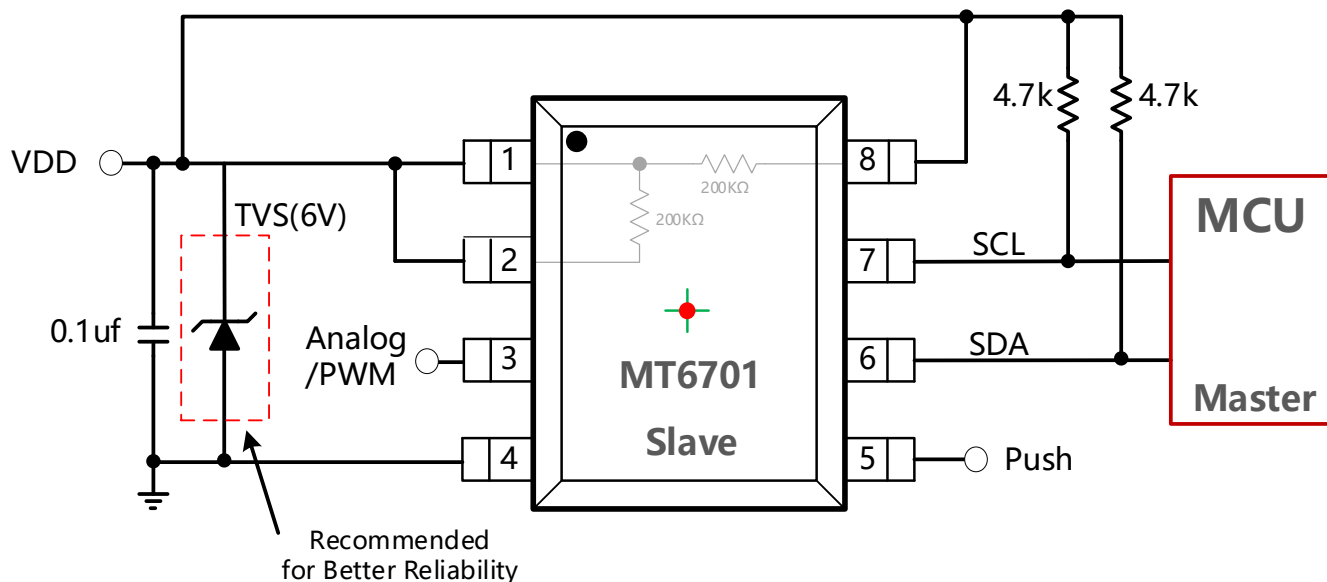 4.7k
4.7k
VDD
1
8
200KΩ
TVS(6V)
200KΩ
MCU
2
SCL
7
0.1uf
Analog
/PWM
3
MT6701
6
SDA
Master
Slave
4
5
Push
Recommended
for Better Reliability